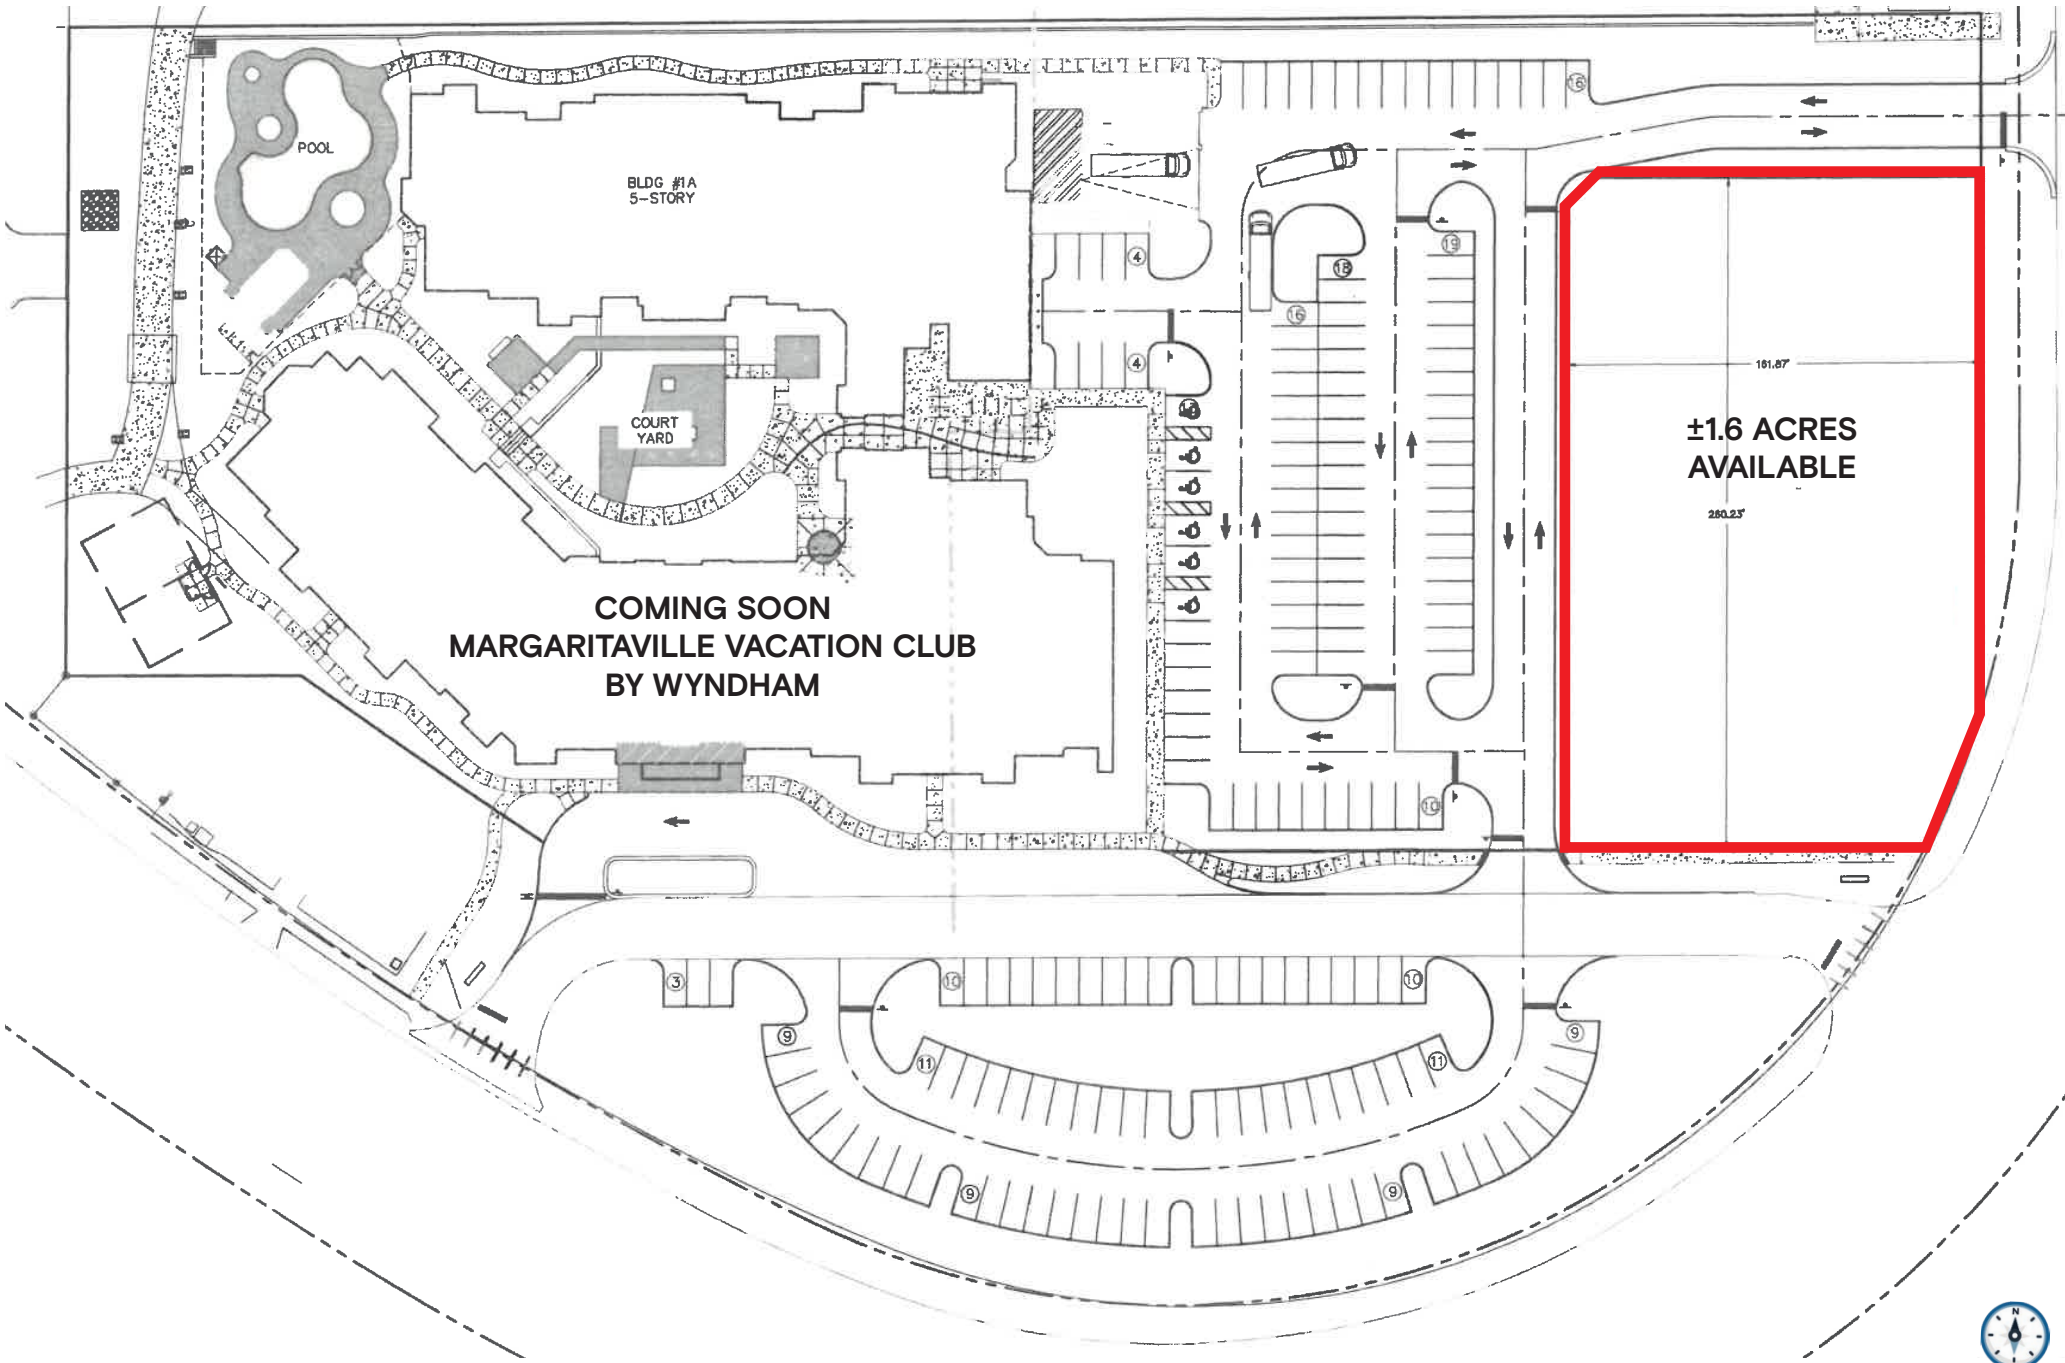 POOL
BLDG #1A
5-STORY
COURT
YARD
COMING SOON
MARGARITAVILLE VACATION CLUB
BY WYNDHAM
16
4
4
18
19
16
10
161.87'
±1.6 ACRES
AVAILABLE
260.23'
3
10
10
9
11
11
9
9
9
N